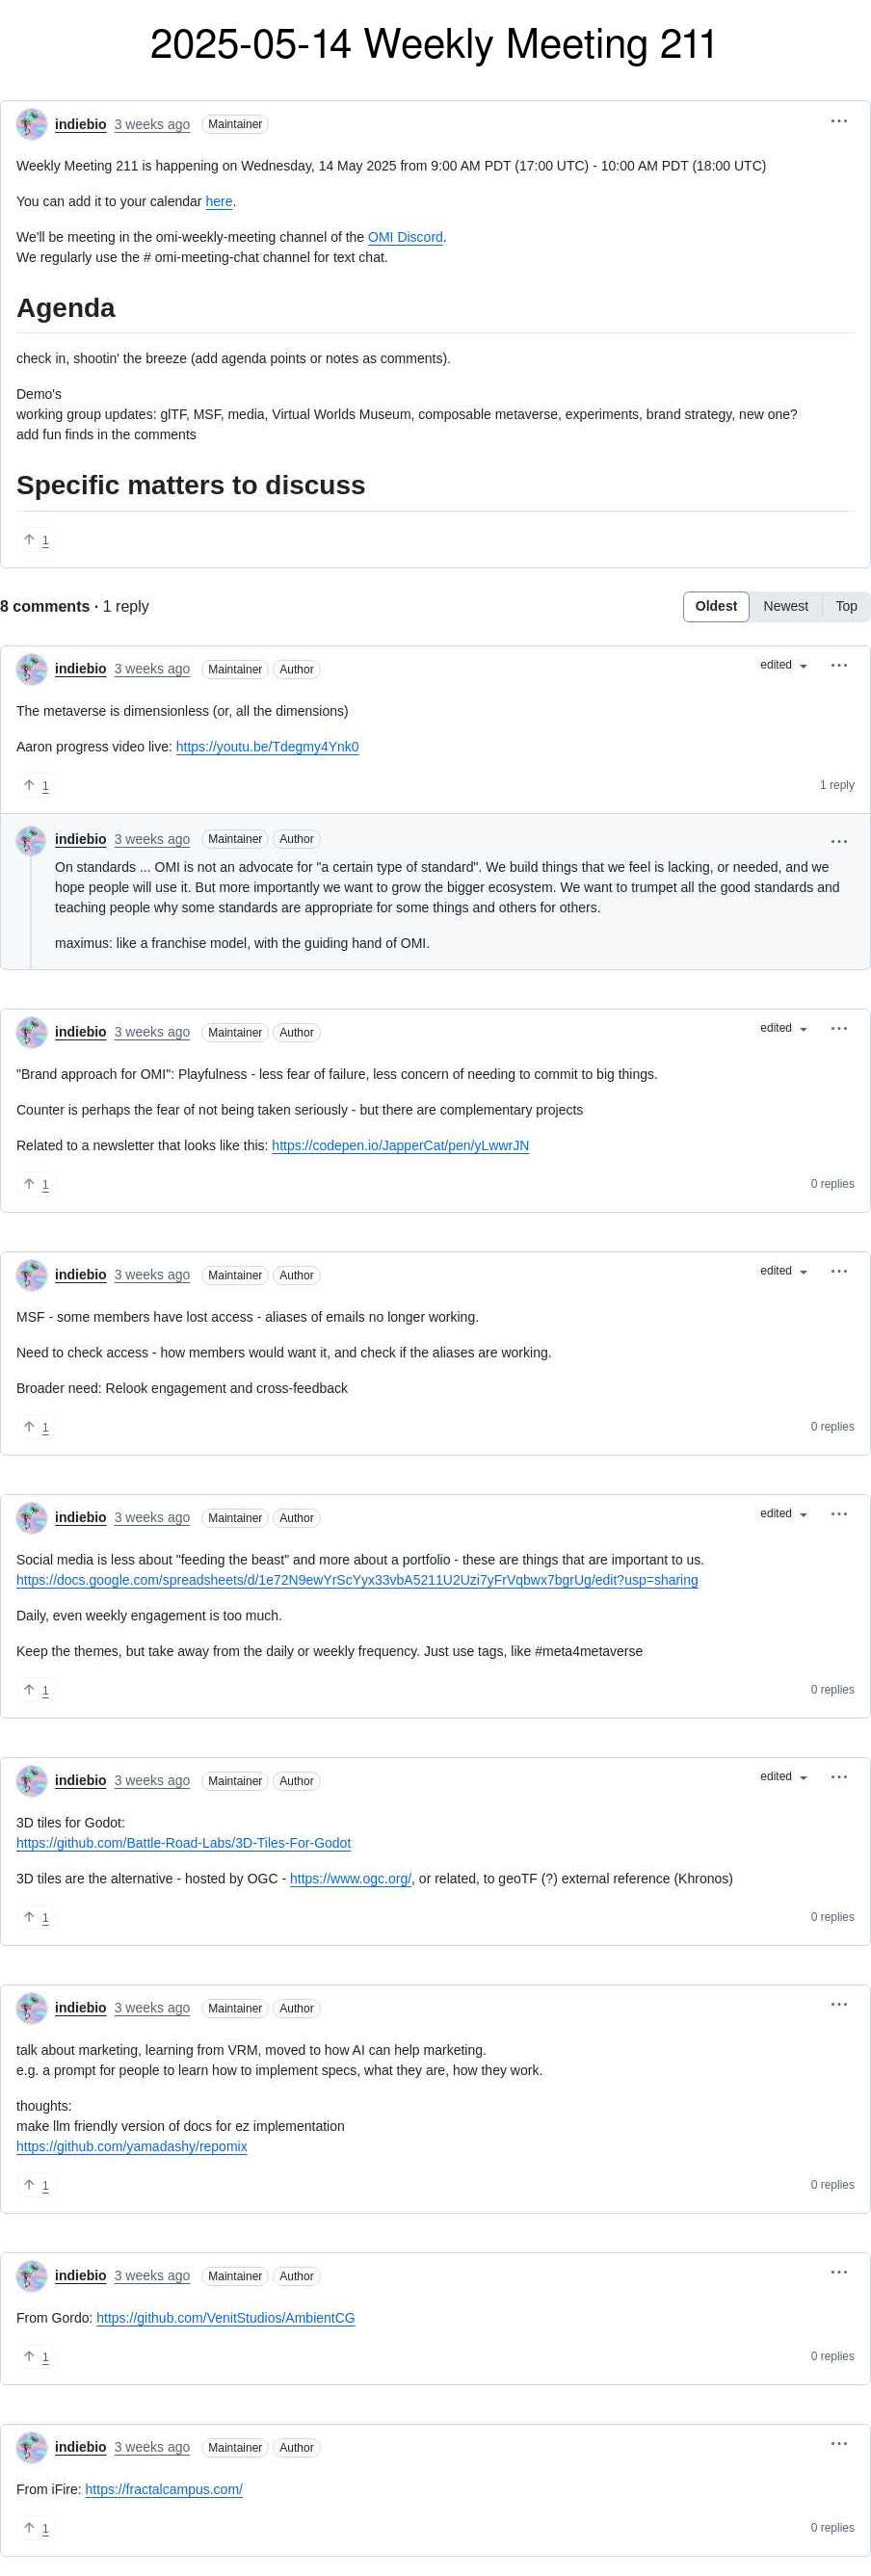 2025-05-14 Weekly Meeting 211
indiebio 3 weeks ago Maintainer
Weekly Meeting 211 is happening on Wednesday, 14 May 2025 from 9:00 AM PDT (17:00 UTC) - 10:00 AM PDT (18:00 UTC)
You can add it to your calendar here.
We'll be meeting in the omi-weekly-meeting channel of the OMI Discord.
We regularly use the # omi-meeting-chat channel for text chat.
Agenda
check in, shootin' the breeze (add agenda points or notes as comments).
Demo's
working group updates: glTF, MSF, media, Virtual Worlds Museum, composable metaverse, experiments, brand strategy, new one?
add fun finds in the comments
Specific matters to discuss
1
8 comments · 1 reply
Oldest Newest Top
indiebio 3 weeks ago Maintainer Author edited
The metaverse is dimensionless (or, all the dimensions)
Aaron progress video live: https://youtu.be/Tdegmy4Ynk0
1 1 reply
indiebio 3 weeks ago Maintainer Author
On standards ... OMI is not an advocate for "a certain type of standard". We build things that we feel is lacking, or needed, and we
hope people will use it. But more importantly we want to grow the bigger ecosystem. We want to trumpet all the good standards and
teaching people why some standards are appropriate for some things and others for others.
maximus: like a franchise model, with the guiding hand of OMI.
indiebio 3 weeks ago Maintainer Author edited
"Brand approach for OMI": Playfulness - less fear of failure, less concern of needing to commit to big things.
Counter is perhaps the fear of not being taken seriously - but there are complementary projects
Related to a newsletter that looks like this: https://codepen.io/JapperCat/pen/yLwwrJN
1 0 replies
indiebio 3 weeks ago Maintainer Author edited
MSF - some members have lost access - aliases of emails no longer working.
Need to check access - how members would want it, and check if the aliases are working.
Broader need: Relook engagement and cross-feedback
1 0 replies
indiebio 3 weeks ago Maintainer Author edited
Social media is less about "feeding the beast" and more about a portfolio - these are things that are important to us.
https://docs.google.com/spreadsheets/d/1e72N9ewYrScYyx33vbA5211U2Uzi7yFrVqbwx7bgrUg/edit?usp=sharing
Daily, even weekly engagement is too much.
Keep the themes, but take away from the daily or weekly frequency. Just use tags, like #meta4metaverse
1 0 replies
indiebio 3 weeks ago Maintainer Author edited
3D tiles for Godot:
https://github.com/Battle-Road-Labs/3D-Tiles-For-Godot
3D tiles are the alternative - hosted by OGC - https://www.ogc.org/, or related, to geoTF (?) external reference (Khronos)
1 0 replies
indiebio 3 weeks ago Maintainer Author
talk about marketing, learning from VRM, moved to how AI can help marketing.
e.g. a prompt for people to learn how to implement specs, what they are, how they work.
thoughts:
make llm friendly version of docs for ez implementation
https://github.com/yamadashy/repomix
1 0 replies
indiebio 3 weeks ago Maintainer Author
From Gordo: https://github.com/VenitStudios/AmbientCG
1 0 replies
indiebio 3 weeks ago Maintainer Author
From iFire: https://fractalcampus.com/
1 0 replies